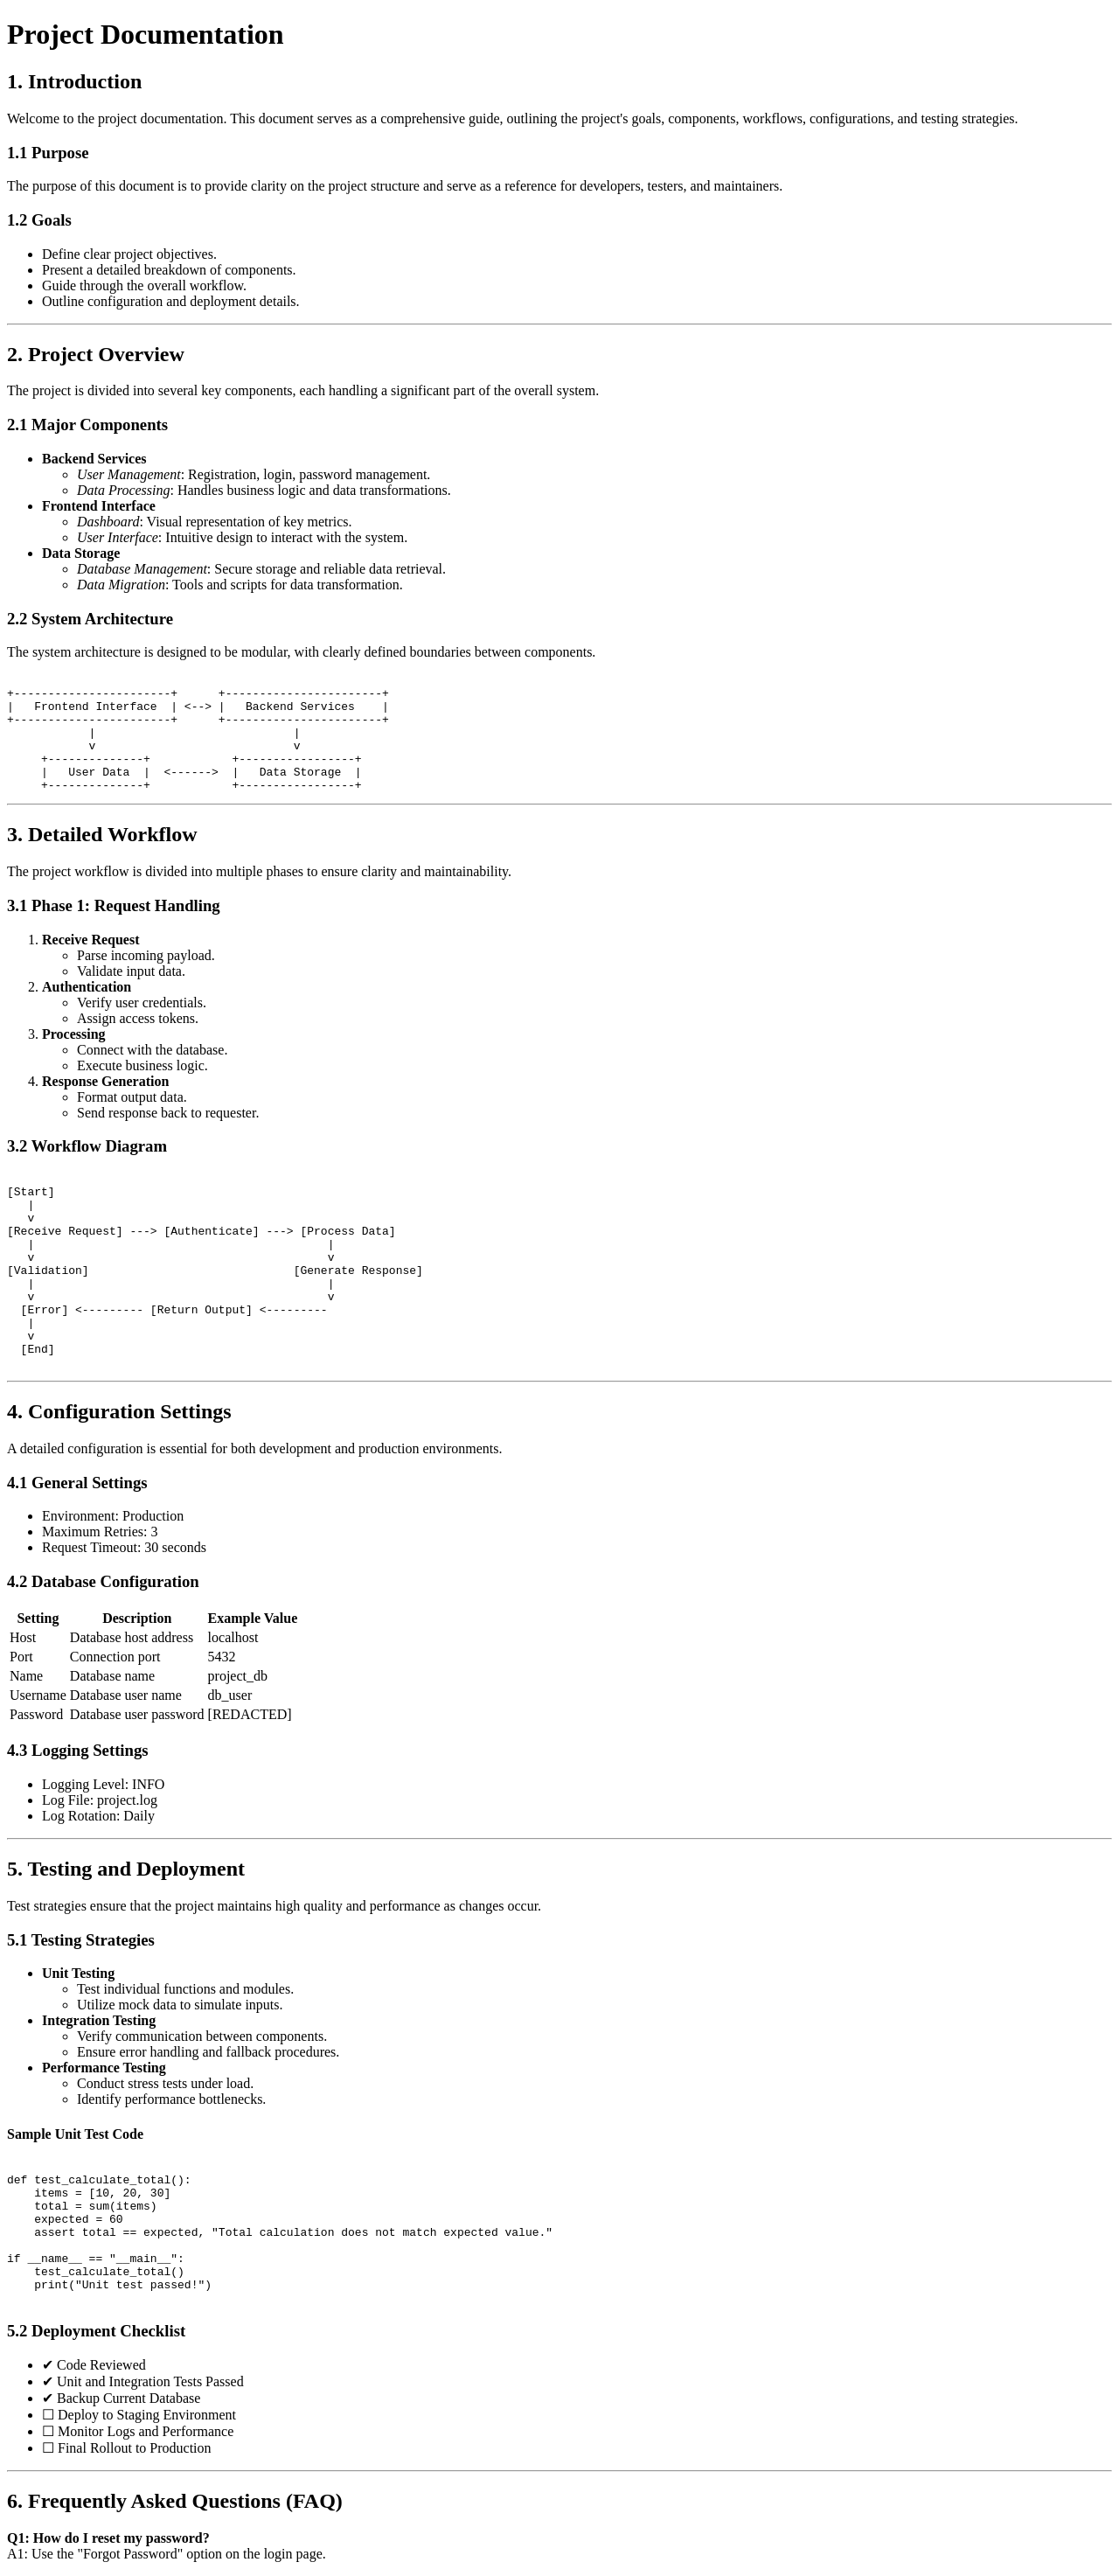 Project Documentation
1. Introduction
Welcome to the project documentation. This document serves as a comprehensive guide, outlining the project's goals, components, workflows, configurations, and testing strategies.
1.1 Purpose
The purpose of this document is to provide clarity on the project structure and serve as a reference for developers, testers, and maintainers.
1.2 Goals
• Define clear project objectives.
• Present a detailed breakdown of components.
• Guide through the overall workflow.
• Outline configuration and deployment details.
2. Project Overview
The project is divided into several key components, each handling a significant part of the overall system.
2.1 Major Components
• Backend Services
◦ User Management: Registration, login, password management.
◦ Data Processing: Handles business logic and data transformations.
• Frontend Interface
◦ Dashboard: Visual representation of key metrics.
◦ User Interface: Intuitive design to interact with the system.
• Data Storage
◦ Database Management: Secure storage and reliable data retrieval.
◦ Data Migration: Tools and scripts for data transformation.
2.2 System Architecture
The system architecture is designed to be modular, with clearly defined boundaries between components.
+-----------------------+      +-----------------------+
|   Frontend Interface  | <--> |   Backend Services    |
+-----------------------+      +-----------------------+
            |                             |
            v                             v
     +--------------+            +-----------------+
     |   User Data  |  <------>  |   Data Storage  |
     +--------------+            +-----------------+
3. Detailed Workflow
The project workflow is divided into multiple phases to ensure clarity and maintainability.
3.1 Phase 1: Request Handling
1. Receive Request
◦ Parse incoming payload.
◦ Validate input data.
2. Authentication
◦ Verify user credentials.
◦ Assign access tokens.
3. Processing
◦ Connect with the database.
◦ Execute business logic.
4. Response Generation
◦ Format output data.
◦ Send response back to requester.
3.2 Workflow Diagram
[Start]
   |
   v
[Receive Request] ---> [Authenticate] ---> [Process Data]
   |                                           |
   v                                           v
[Validation]                              [Generate Response]
   |                                           |
   v                                           v
  [Error] <--------- [Return Output] <---------
   |
   v
  [End]
4. Configuration Settings
A detailed configuration is essential for both development and production environments.
4.1 General Settings
• Environment: Production
• Maximum Retries: 3
• Request Timeout: 30 seconds
4.2 Database Configuration
Setting Description Example Value
Host Database host address localhost
Port Connection port 5432
Name Database name project_db
Username Database user name db_user
Password Database user password [REDACTED]
4.3 Logging Settings
• Logging Level: INFO
• Log File: project.log
• Log Rotation: Daily
5. Testing and Deployment
Test strategies ensure that the project maintains high quality and performance as changes occur.
5.1 Testing Strategies
• Unit Testing
◦ Test individual functions and modules.
◦ Utilize mock data to simulate inputs.
• Integration Testing
◦ Verify communication between components.
◦ Ensure error handling and fallback procedures.
• Performance Testing
◦ Conduct stress tests under load.
◦ Identify performance bottlenecks.
Sample Unit Test Code
def test_calculate_total():
    items = [10, 20, 30]
    total = sum(items)
    expected = 60
    assert total == expected, "Total calculation does not match expected value."
if __name__ == "__main__":
    test_calculate_total()
    print("Unit test passed!")
5.2 Deployment Checklist
• ✔ Code Reviewed
• ✔ Unit and Integration Tests Passed
• ✔ Backup Current Database
• ☐ Deploy to Staging Environment
• ☐ Monitor Logs and Performance
• ☐ Final Rollout to Production
6. Frequently Asked Questions (FAQ)
Q1: How do I reset my password?
A1: Use the "Forgot Password" option on the login page.